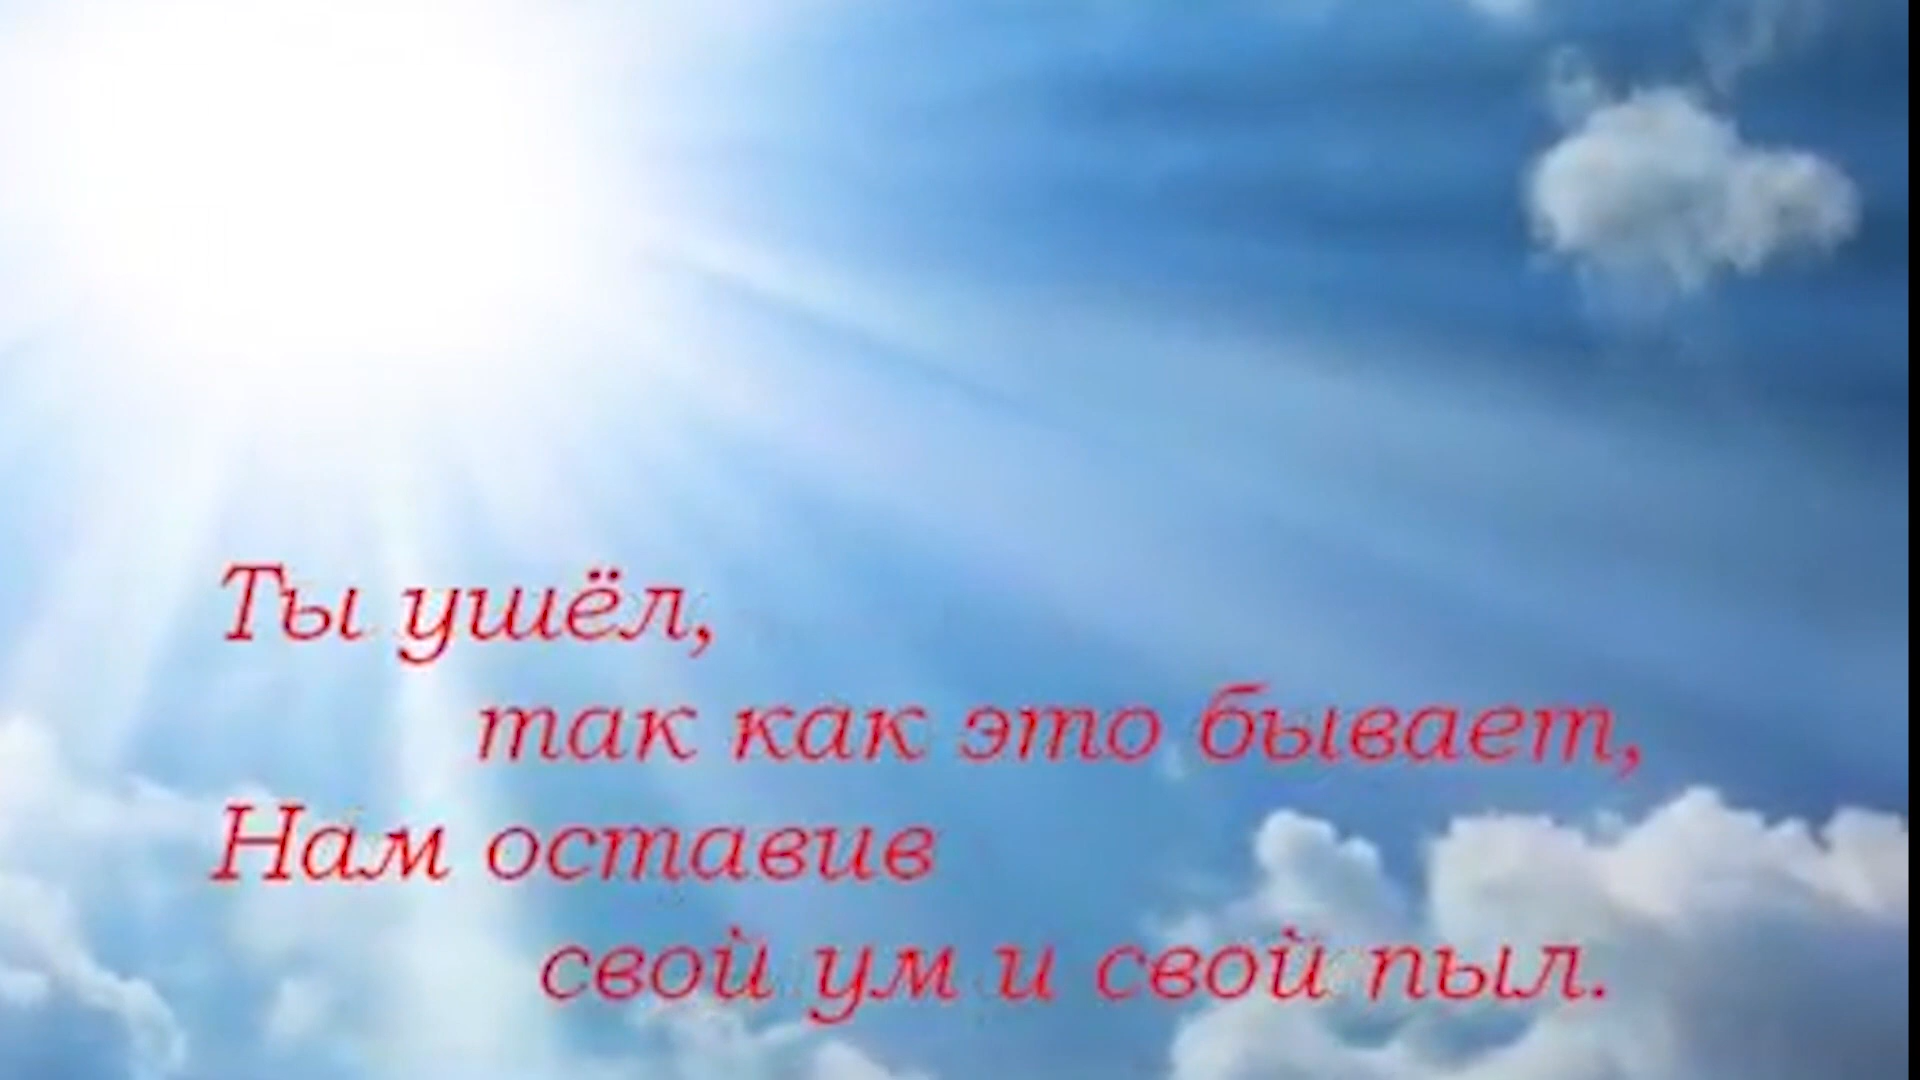 Ты ушёл,
так как это бывает,
Нам оставив
свой ум и свой пыл.